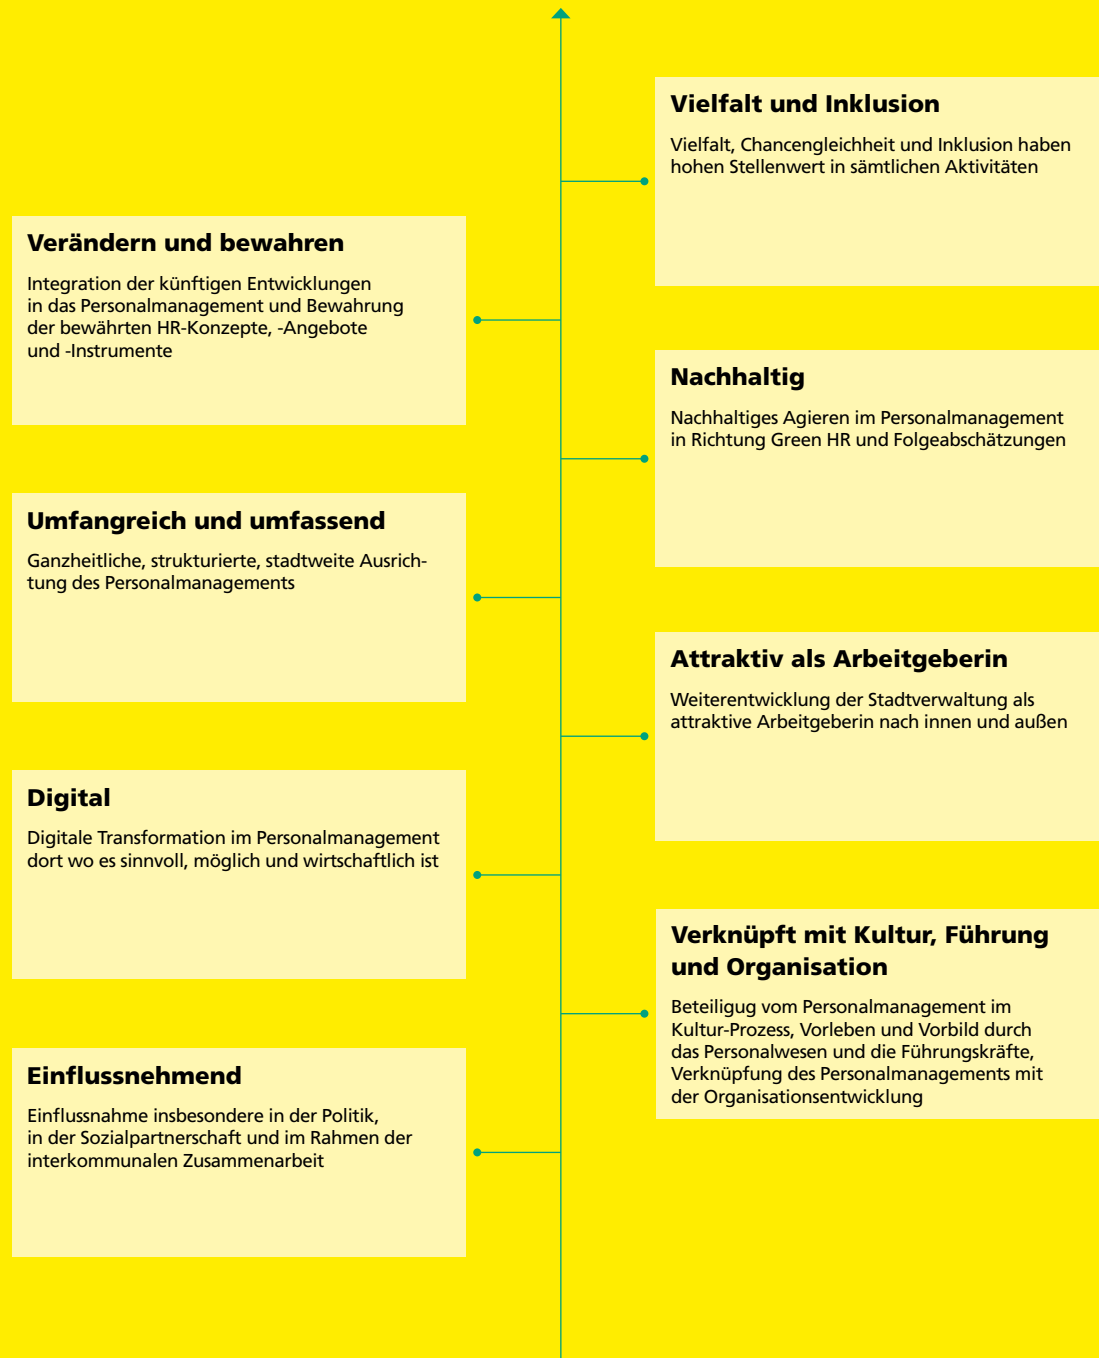 Vielfalt und Inklusion
Vielfalt, Chancengleichheit und Inklusion haben
hohen Stellenwert in sämtlichen Aktivitäten
Verändern und bewahren
Integration der künftigen Entwicklungen
in das Personalmanagement und Bewahrung
der bewährten HR-Konzepte, -Angebote
und -Instrumente
Nachhaltig
Nachhaltiges Agieren im Personalmanagement
in Richtung Green HR und Folgeabschätzungen
Umfangreich und umfassend
Ganzheitliche, strukturierte, stadtweite Ausrich-
tung des Personalmanagements
Attraktiv als Arbeitgeberin
Weiterentwicklung der Stadtverwaltung als
attraktive Arbeitgeberin nach innen und außen
Digital
Digitale Transformation im Personalmanagement
dort wo es sinnvoll, möglich und wirtschaftlich ist
Verknüpft mit Kultur, Führung
und Organisation
Beteiligug vom Personalmanagement im
Kultur-Prozess, Vorleben und Vorbild durch
das Personalwesen und die Führungskräfte,
Verknüpfung des Personalmanagements mit
der Organisationsentwicklung
Einflussnehmend
Einflussnahme insbesondere in der Politik,
in der Sozialpartnerschaft und im Rahmen der
interkommunalen Zusammenarbeit